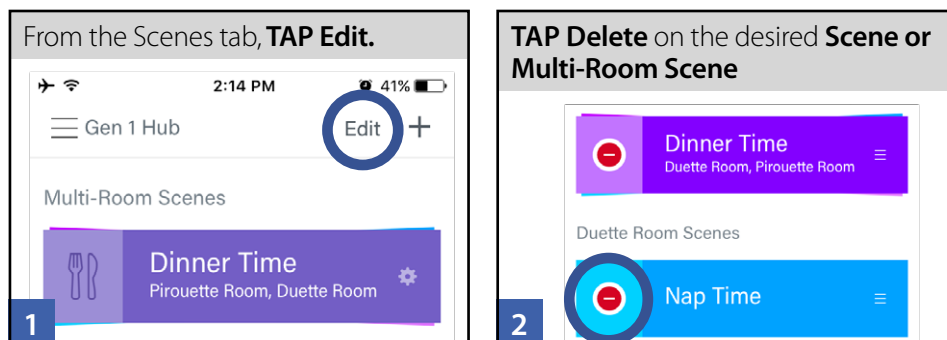 From the Scenes tab, TAP Edit.
2:14 PM
41%
Gen 1 Hub
Edit
Multi-Room Scenes
Dinner Time
Pirouette Room, Duette Room
1
TAP Delete on the desired Scene or
Multi-Room Scene
Dinner Time
Duette Room, Pirouette Room
Duette Room Scenes
Nap Time
2